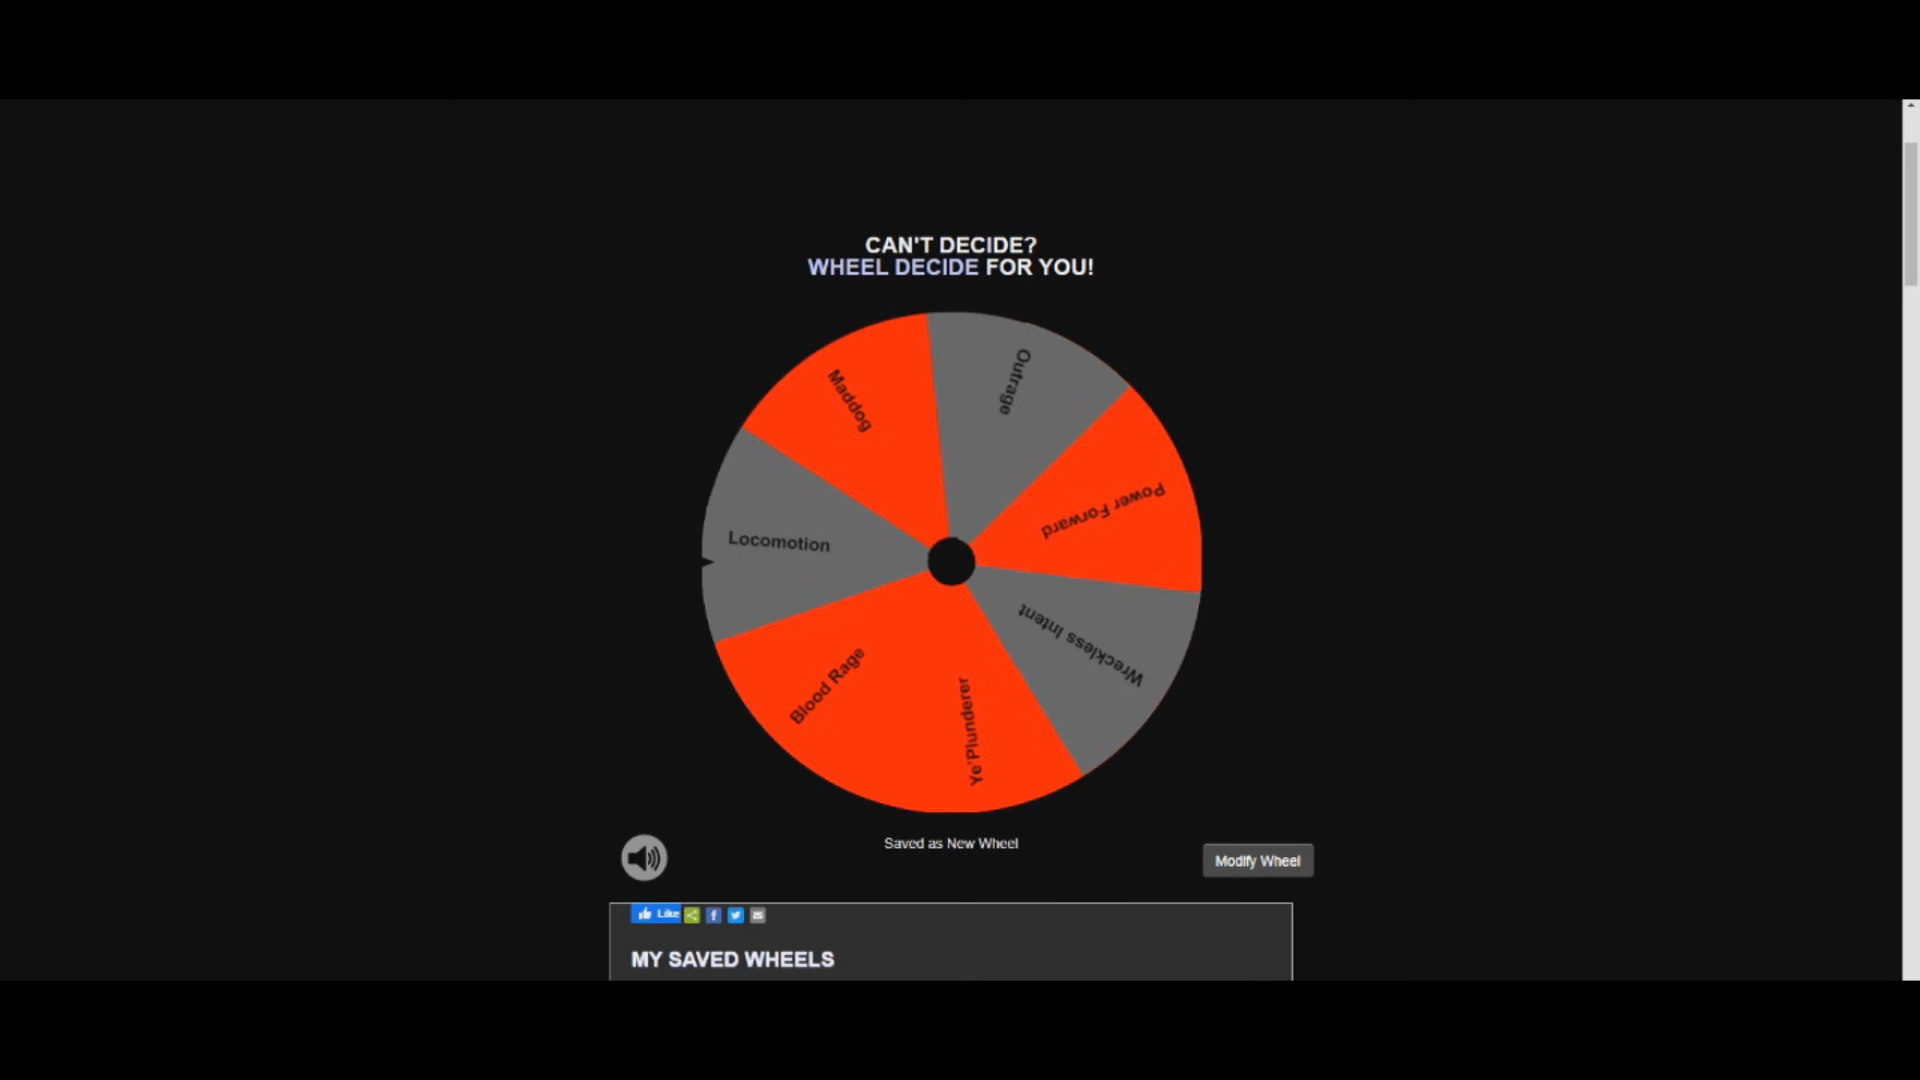 CAN'T DECIDE?
WHEEL DECIDE FOR YOU!
Outrage
Maddog
Power Forward
Locomotion
Wreckless Intent
Blood Rage
Ye'Plunderer
Saved as New Wheel
Modify Wheel
Like
MY SAVED WHEELS